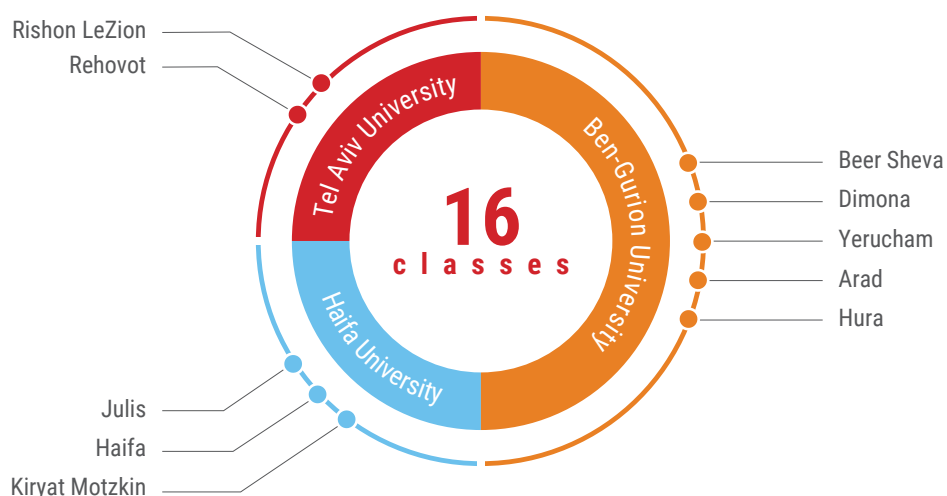 Rishon LeZion
Rehovot
Tel Aviv University
Ben-Gurion University
Beer Sheva
Dimona
Yerucham
Arad
Hura
16
classes
Haifa University
Julis
Haifa
Kiryat Motzkin